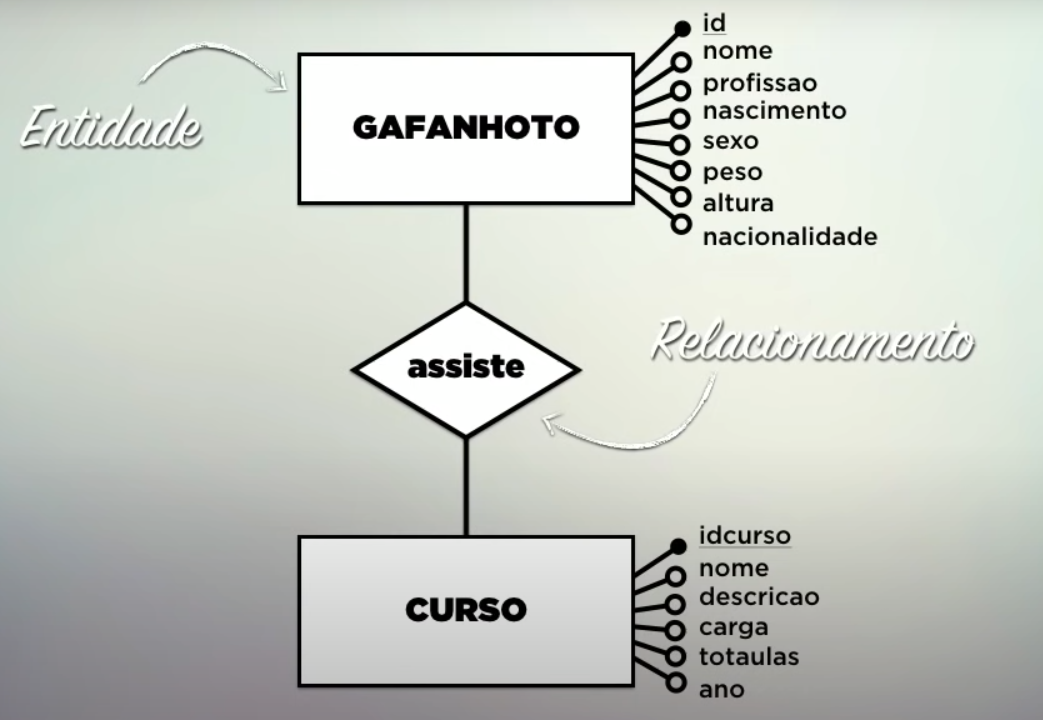 id
nome
profissao
nascimento
sexo
peso
altura
nacionalidade
Entidade
GAFANHOTO
assiste
Relacionamento
CURSO
idcurso
nome
descricao
carga
totaulas
ano